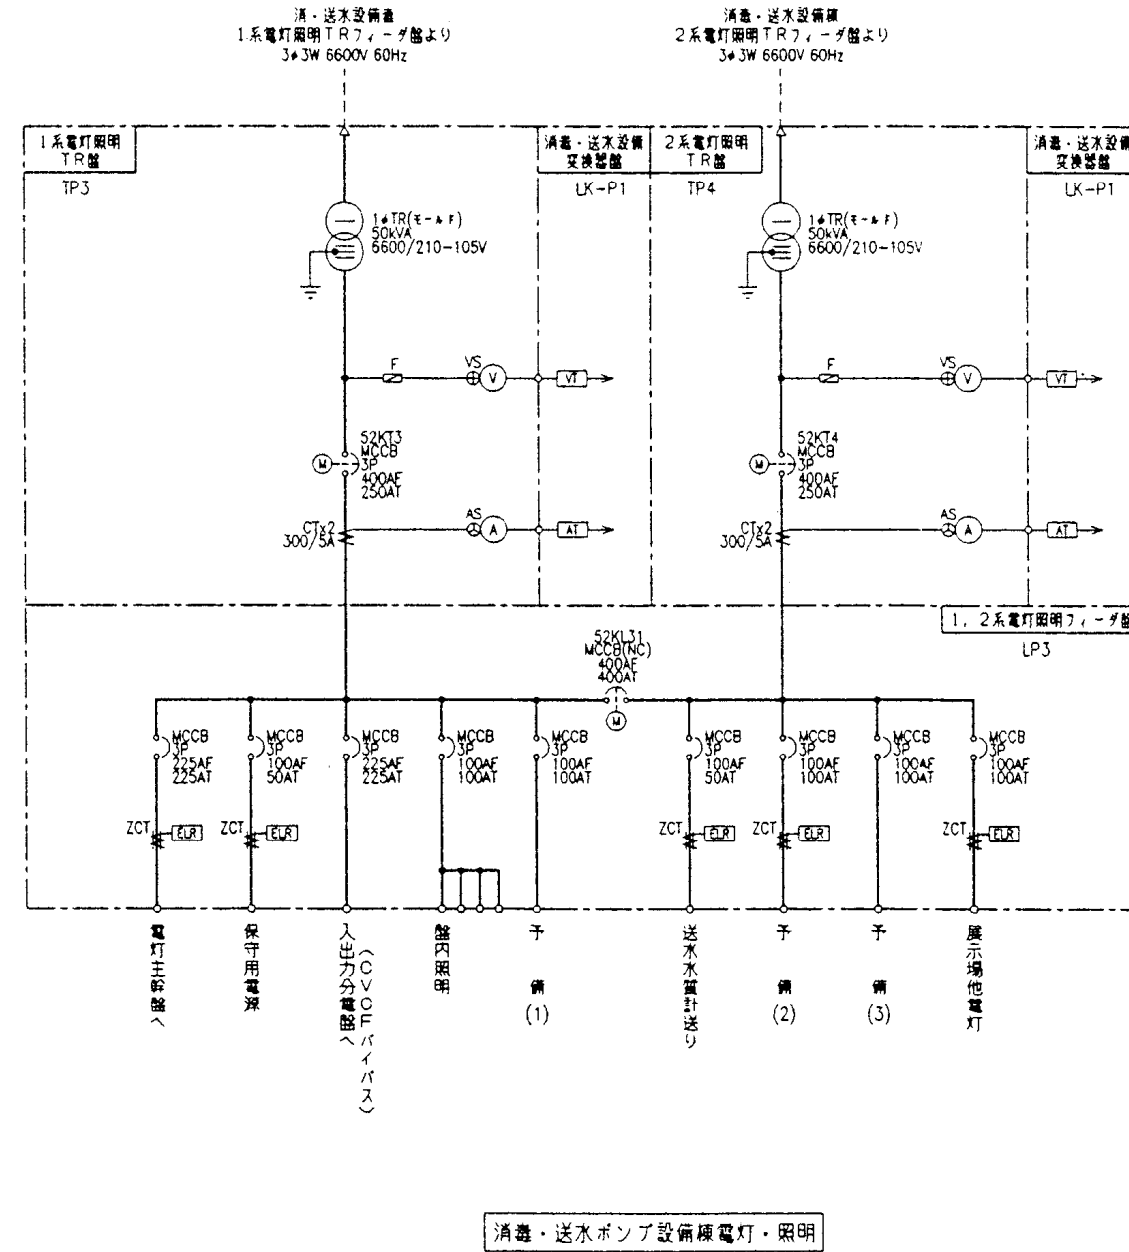 消・送水設備毒
1系電灯照明TRフィーダ盤より
3φ3W 6600V 60Hz
消毒・送水設備棟
2系電灯照明TRフィーダ盤より
3φ3W 6600V 60Hz
1系電灯照明
TR盤
TP3
消毒・送水設備
変換器盤
LK-P1
2系電灯照明
TR盤
TP4
消毒・送水設備
変換器盤
LK-P1
1φTR(モールド)
50kVA
6600/210-105V
1φTR(モールド)
50kVA
6600/210-105V
F
VS
V
VT
F
VS
V
VT
52KT3
MCCB
3P
400AF
250AT
M
52KT4
MCCB
3P
400AF
250AT
M
CTx2
300/5A
AS
A
AT
CTx2
300/5A
AS
A
AT
1,2系電灯照明フィーダ盤
LP3
52KL31
MCCB(NC)
400AF
400AT
M
MCCB
3P
225AF
225AT
MCCB
3P
100AF
50AT
MCCB
3P
225AF
225AT
MCCB
3P
100AF
100AT
MCCB
3P
100AF
100AT
MCCB
3P
100AF
50AT
MCCB
3P
100AF
100AT
MCCB
3P
100AF
100AT
MCCB
3P
100AF
100AT
ZCT
ELR
ZCT
ELR
ZCT
ELR
ZCT
ELR
ZCT
ELR
電灯主幹盤へ
保守用電源
入出力分電盤へ
(CVCFバイパス)
盤内照明
予備(1)
送水水質計送り
予備(2)
予備(3)
展示場他電灯
消毒・送水ポンプ設備棟電灯・照明